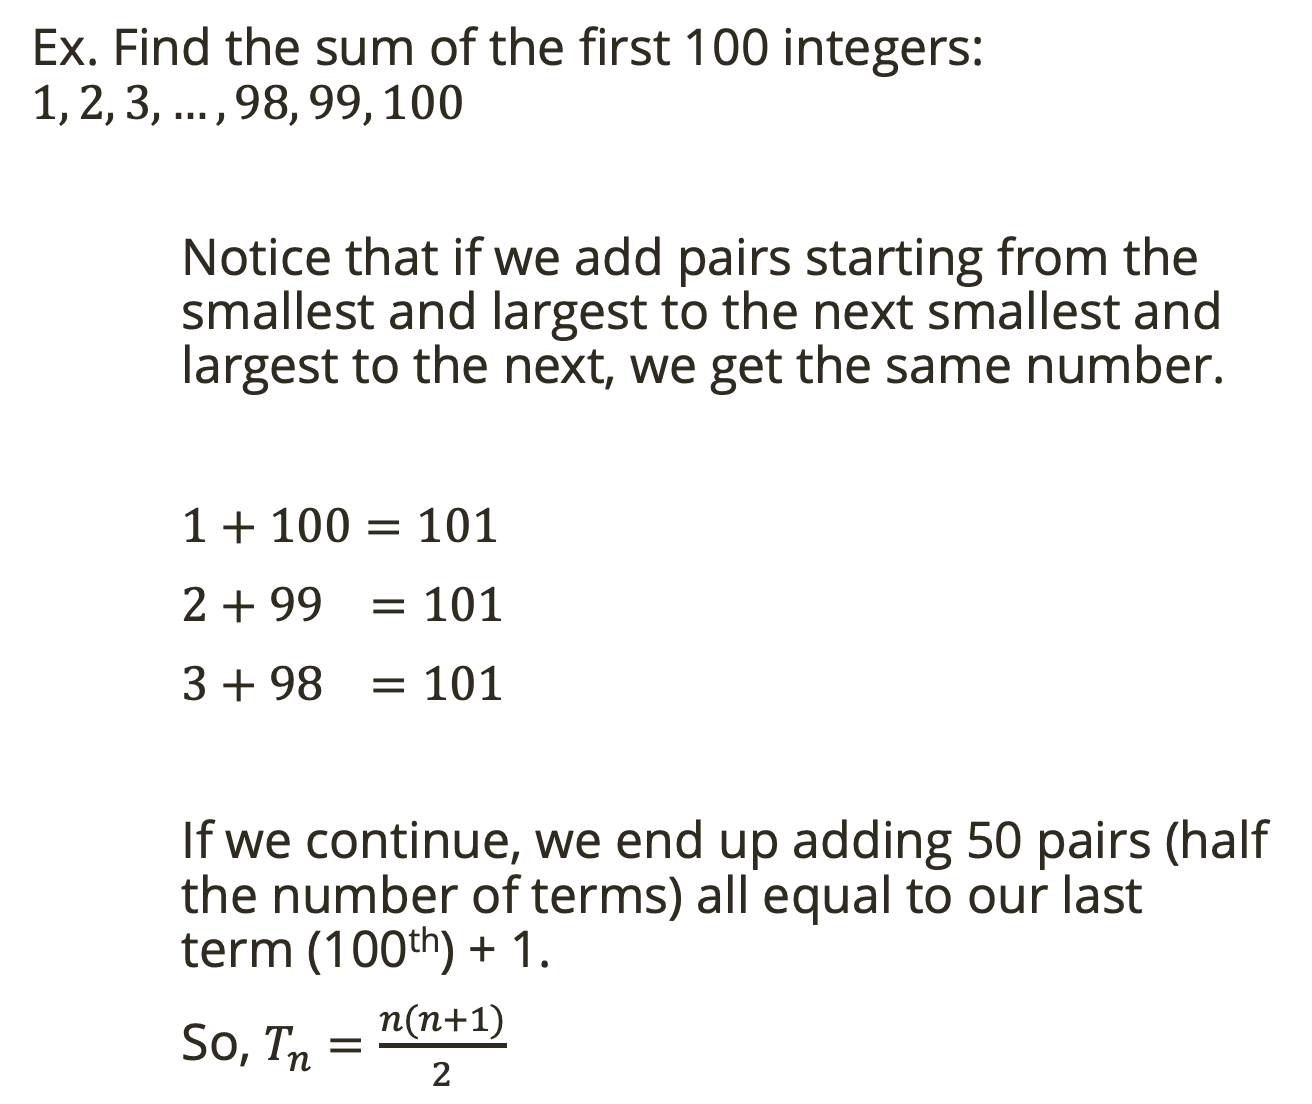 Ex. Find the sum of the first 100 integers:
1, 2, 3, … , 98, 99, 100
Notice that if we add pairs starting from the
smallest and largest to the next smallest and
largest to the next, we get the same number.
1 + 100 = 101
2 + 99 = 101
3 + 98 = 101
If we continue, we end up adding 50 pairs (half
the number of terms) all equal to our last
term (100th) + 1.
So, Tₙ = n(n+1)/2